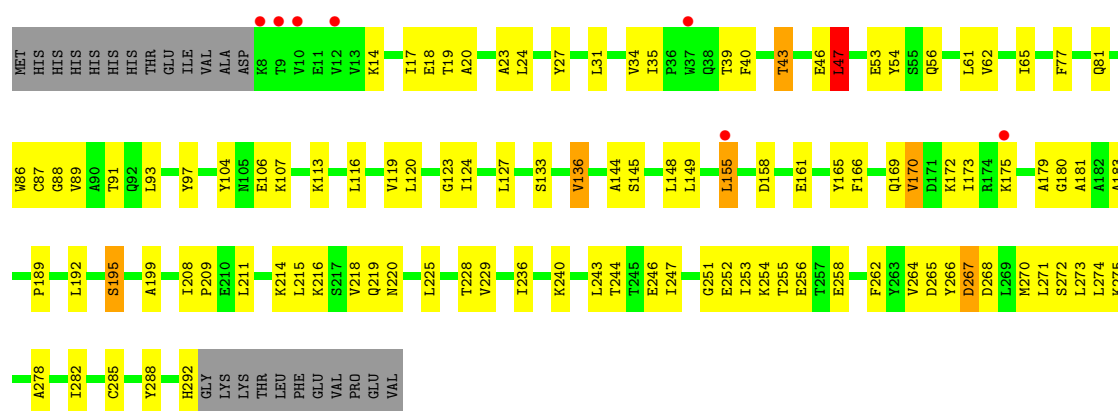 MET HIS HIS HIS HIS HIS HIS THR GLU ILE VAL ALA ASP K8 T9 V10 E11 V12 V13 K14 I17 E18 T19 A20 A23 L24 Y27 L31 V34 I35 P36 W37 Q38 T39 F40 T43 E46 L47 E53 Y54 S55 Q56 L61 V62 I65 F77 Q81
W86 C87 G88 V89 A90 T91 Q92 L93 Y97 Y104 N105 E106 K107 K113 L116 V119 L120 G123 I124 L127 S133 V136 A144 S145 L148 L149 L155 D158 E161 Y165 F166 Q169 V170 D171 K172 I173 R174 K175 A179 G180 A181 A182 A183
P189 L192 S195 A199 I208 P209 E210 L211 K214 L215 K216 S217 V218 Q219 N220 L225 T228 V229 I236 K240 L243 T244 T245 E246 I247 G251 E252 I253 K254 T255 E256 T257 E258 F262 Y263 V264 D265 Y266 D267 D268 L269 M270 L271 S272 L273 L274 K275
A278 I282 C285 Y288 H292 GLY LYS LYS THR LEU PHE GLU VAL PRO GLU VAL